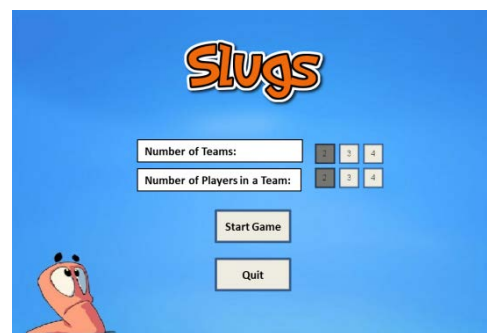 Slugs
Number of Teams: 2 3 4
Number of Players in a Team: 2 3 4
Start Game
Quit